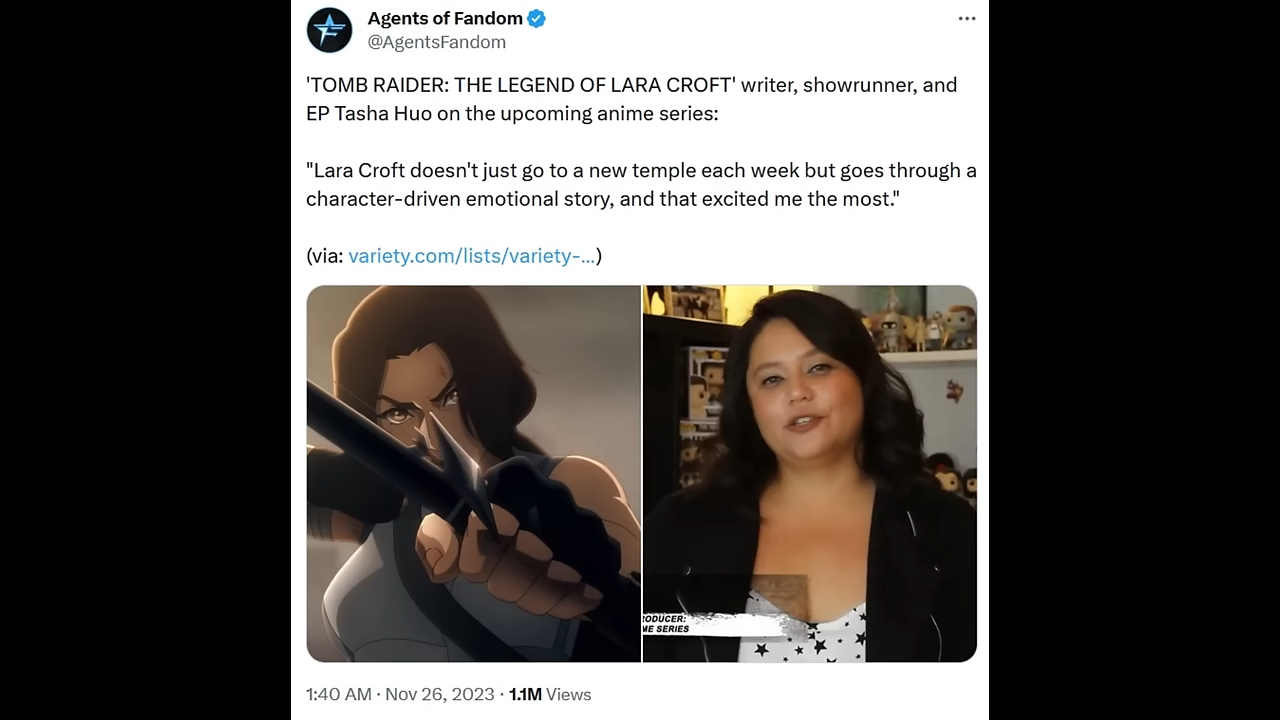 Agents of Fandom
@AgentsFandom
'TOMB RAIDER: THE LEGEND OF LARA CROFT' writer, showrunner, and
EP Tasha Huo on the upcoming anime series:
"Lara Croft doesn't just go to a new temple each week but goes through a
character-driven emotional story, and that excited me the most."
(via: variety.com/lists/variety-...)
RODUCER:
ME SERIES
1:40 AM · Nov 26, 2023 · 1.1M Views